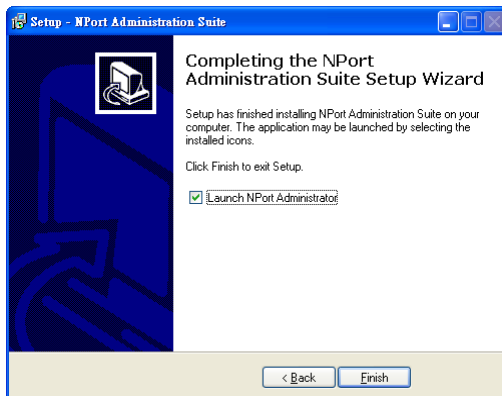 Setup - NPort Administration Suite
Completing the NPort
Administration Suite Setup Wizard
Setup has finished installing NPort Administration Suite on your
computer. The application may be launched by selecting the
installed icons.
Click Finish to exit Setup.
Launch NPort Administrator
< Back
Finish